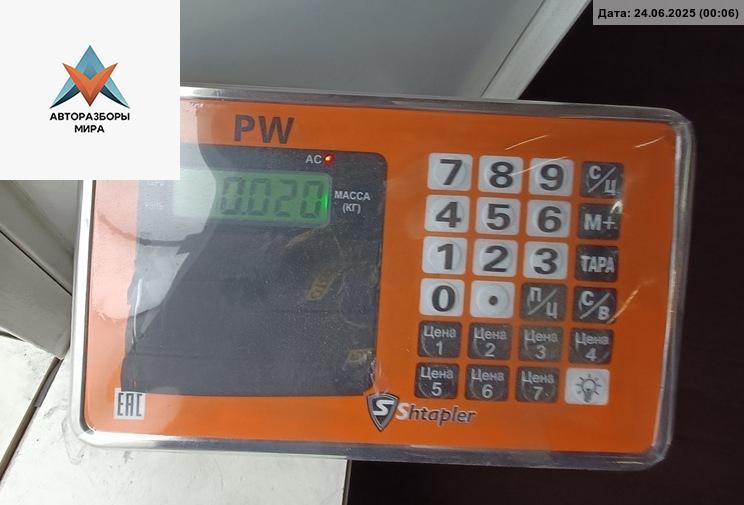 Дата: 24.06.2025 (00:06)
АВТОРАЗБОРЫ
МИРА
PW
AC
0.020
МАССА
(КГ)
7 8 9 С/Ц
4 5 6 М+
1 2 3 ТАРА
0 • П/Ц С/В
Цена 1 Цена 2 Цена 3 Цена 4
Цена 5 Цена 6 Цена 7
EAC
S Shtapler